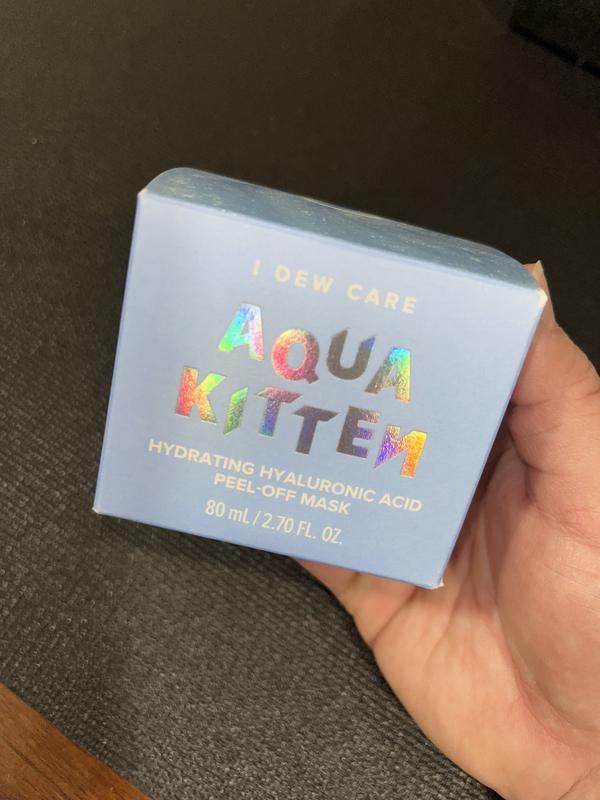 I DEW CARE
AQUA
KITTEN
HYDRATING HYALURONIC ACID
PEEL-OFF MASK
80 mL / 2.70 FL. OZ.